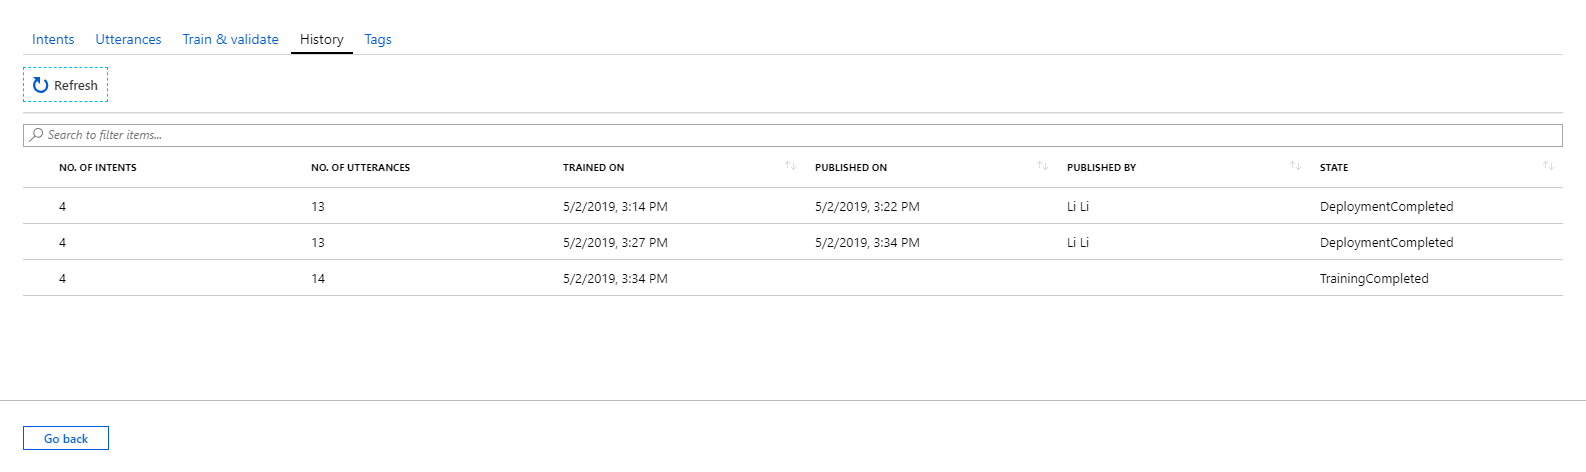 Intents Utterances Train & validate History Tags
Refresh
Search to filter items...
NO. OF INTENTS NO. OF UTTERANCES TRAINED ON PUBLISHED ON PUBLISHED BY STATE
4 13 5/2/2019, 3:14 PM 5/2/2019, 3:22 PM Li Li DeploymentCompleted
4 13 5/2/2019, 3:27 PM 5/2/2019, 3:34 PM Li Li DeploymentCompleted
4 14 5/2/2019, 3:34 PM TrainingCompleted
Go back